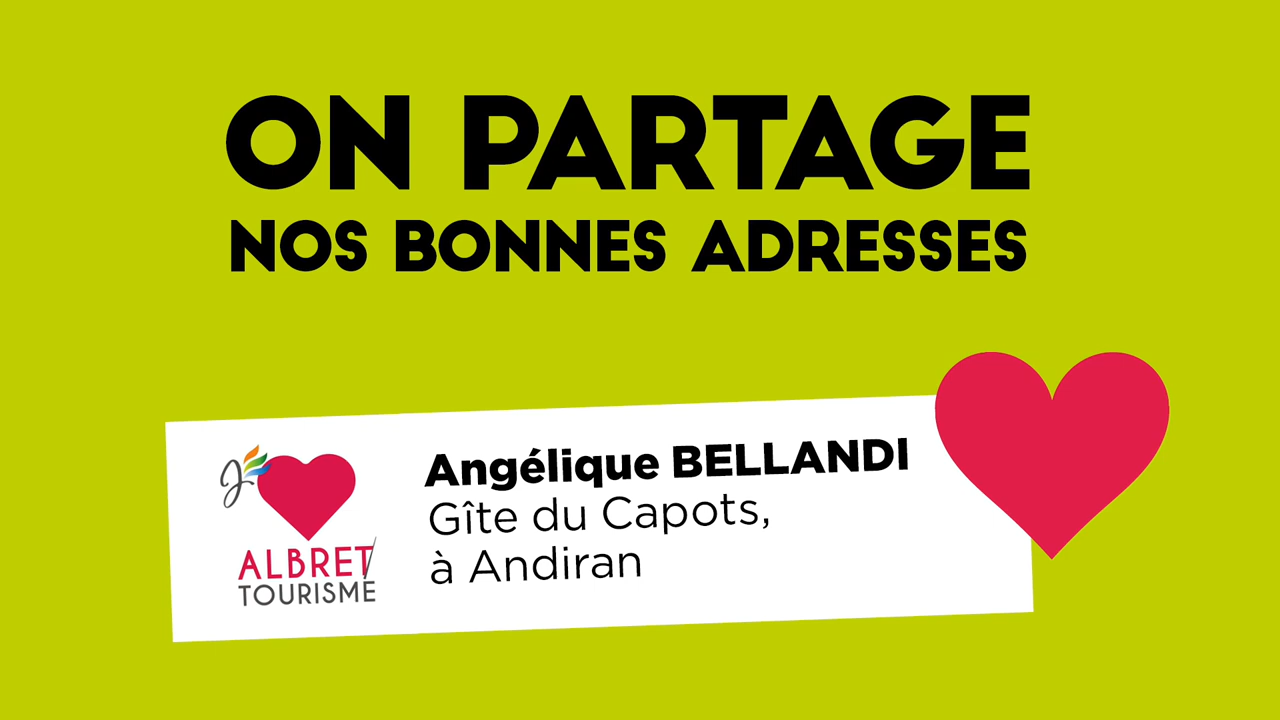 ON PARTAGE
NOS BONNES ADRESSES
J
ALBRET
TOURISME
Angélique BELLANDI
Gîte du Capots,
à Andiran